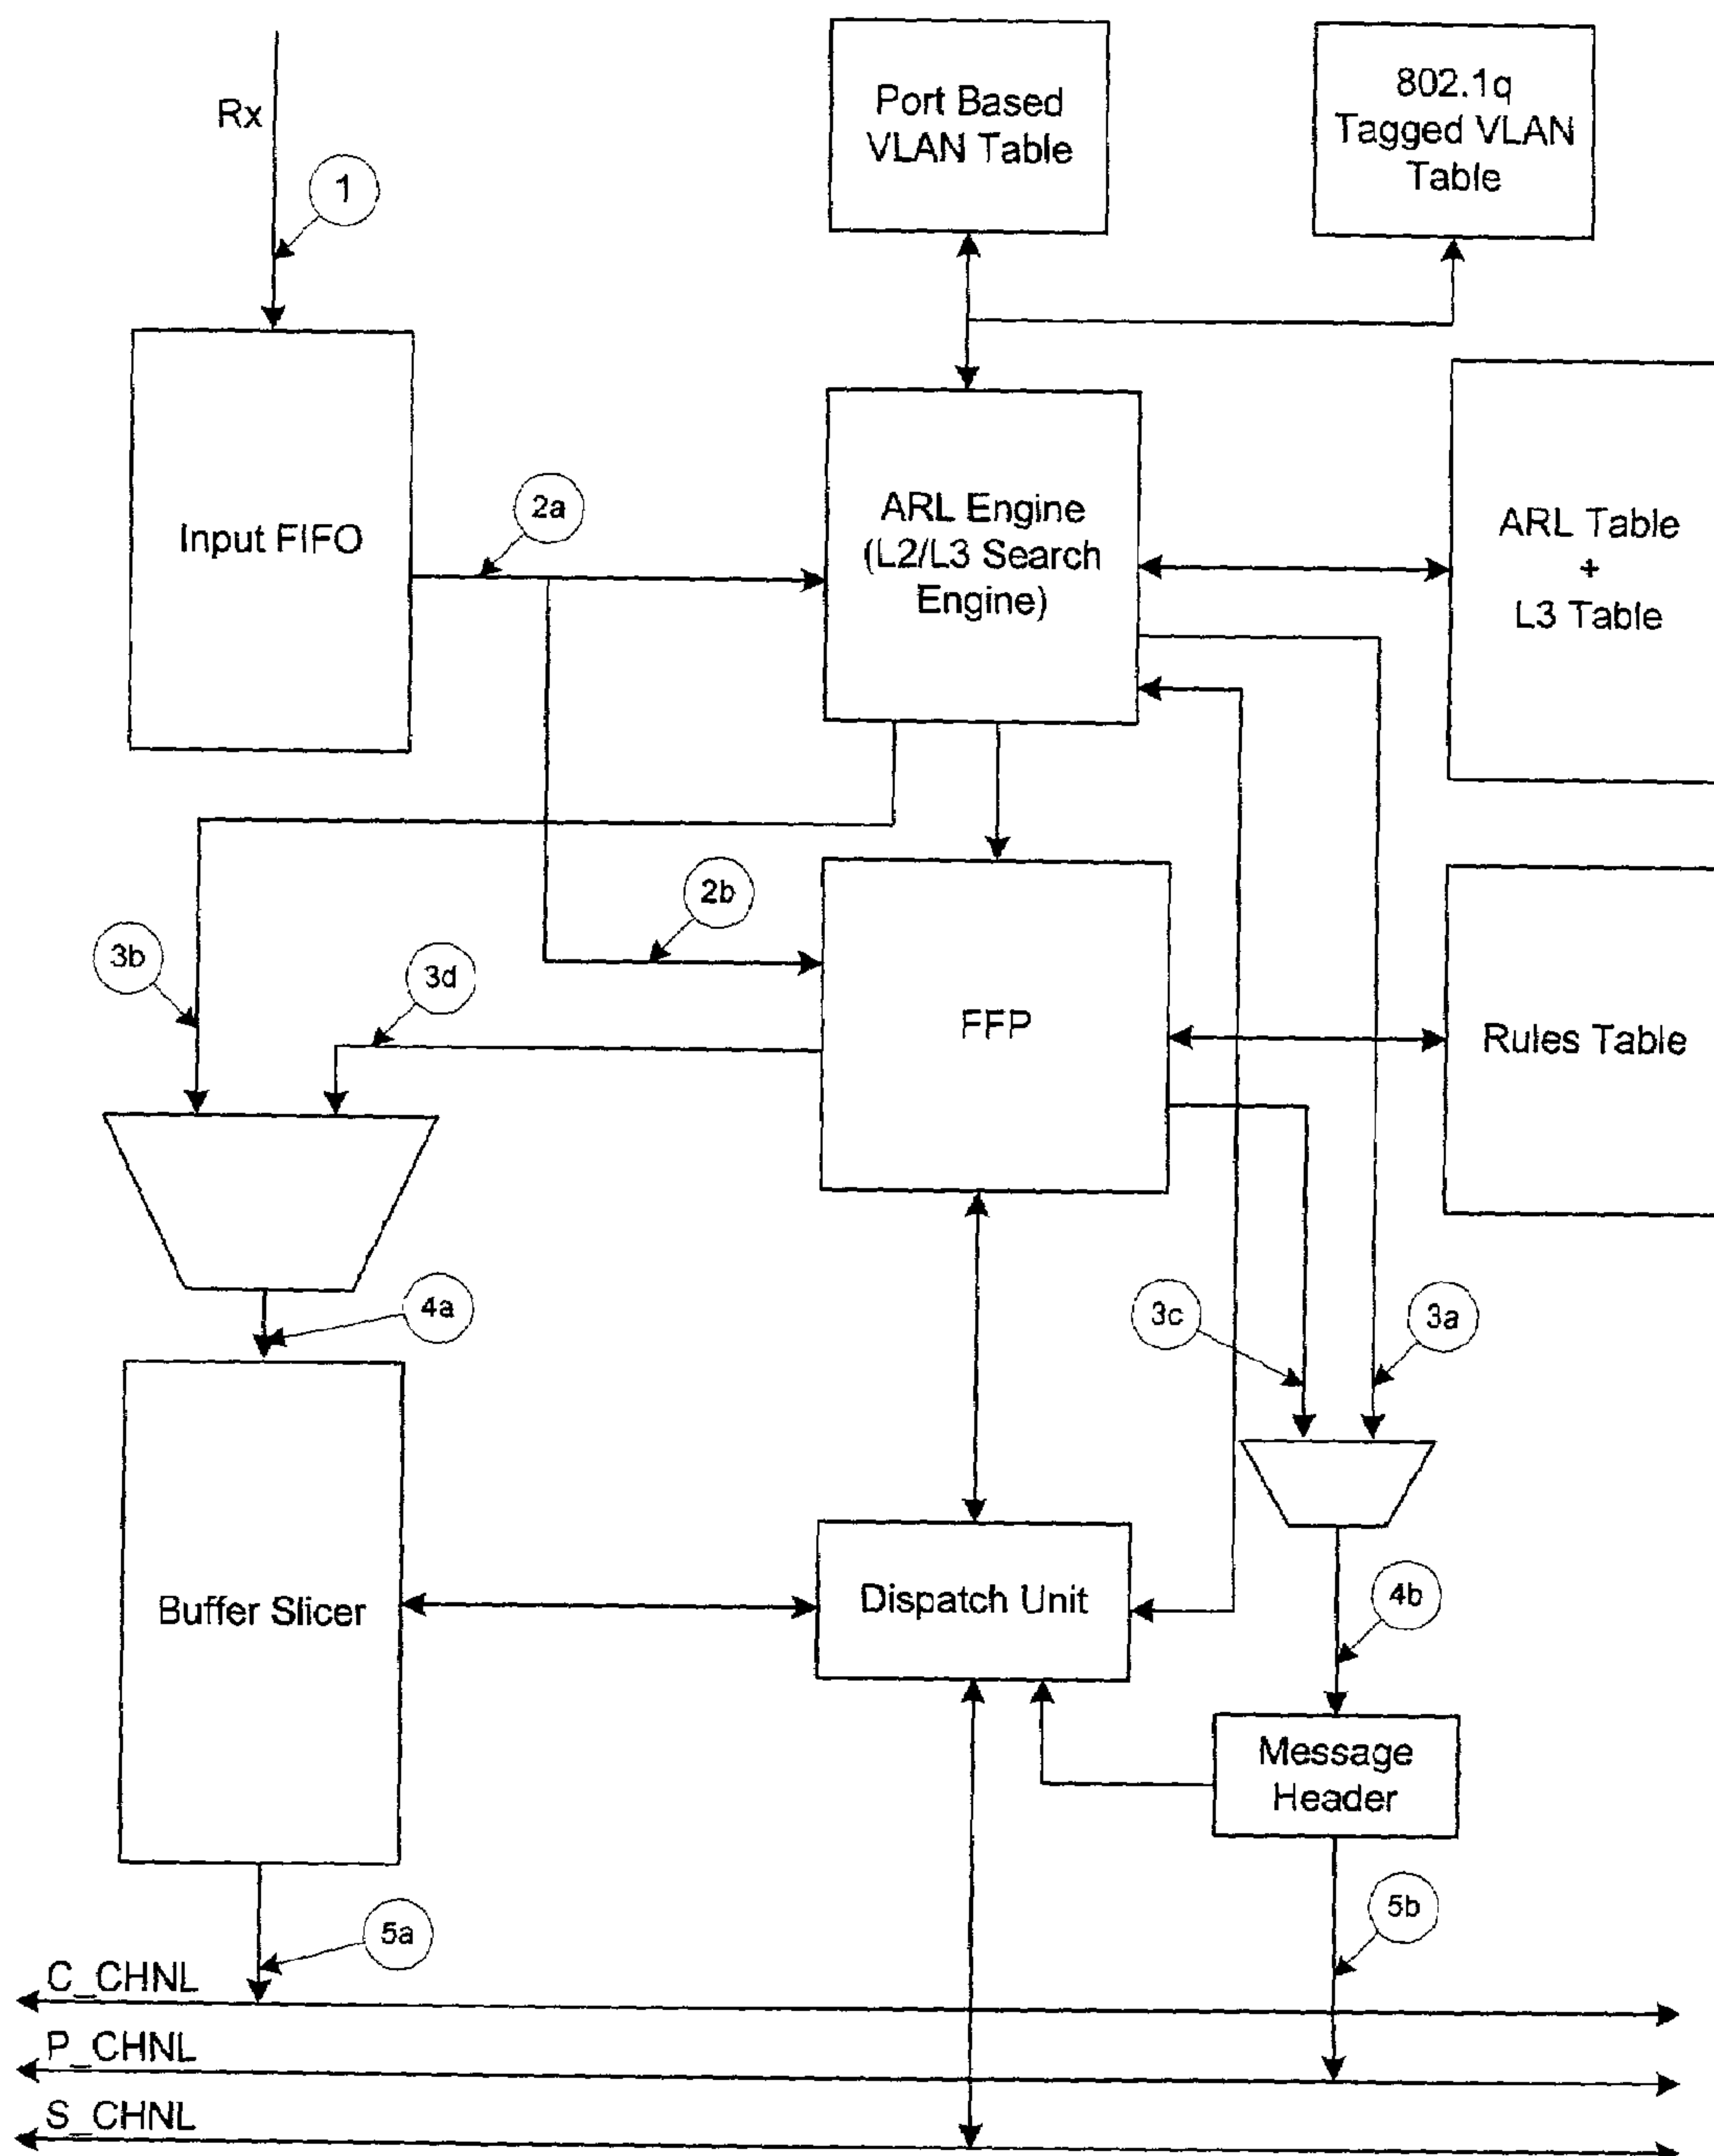 Rx
1
Port Based
VLAN Table
802.1q
Tagged VLAN
Table
Input FIFO
2a
ARL Engine
(L2/L3 Search
Engine)
ARL Table
+
L3 Table
2b
3b
3d
FFP
Rules Table
4a
3c
3a
Buffer Slicer
Dispatch Unit
4b
Message
Header
5a
5b
C_CHNL
P_CHNL
S_CHNL